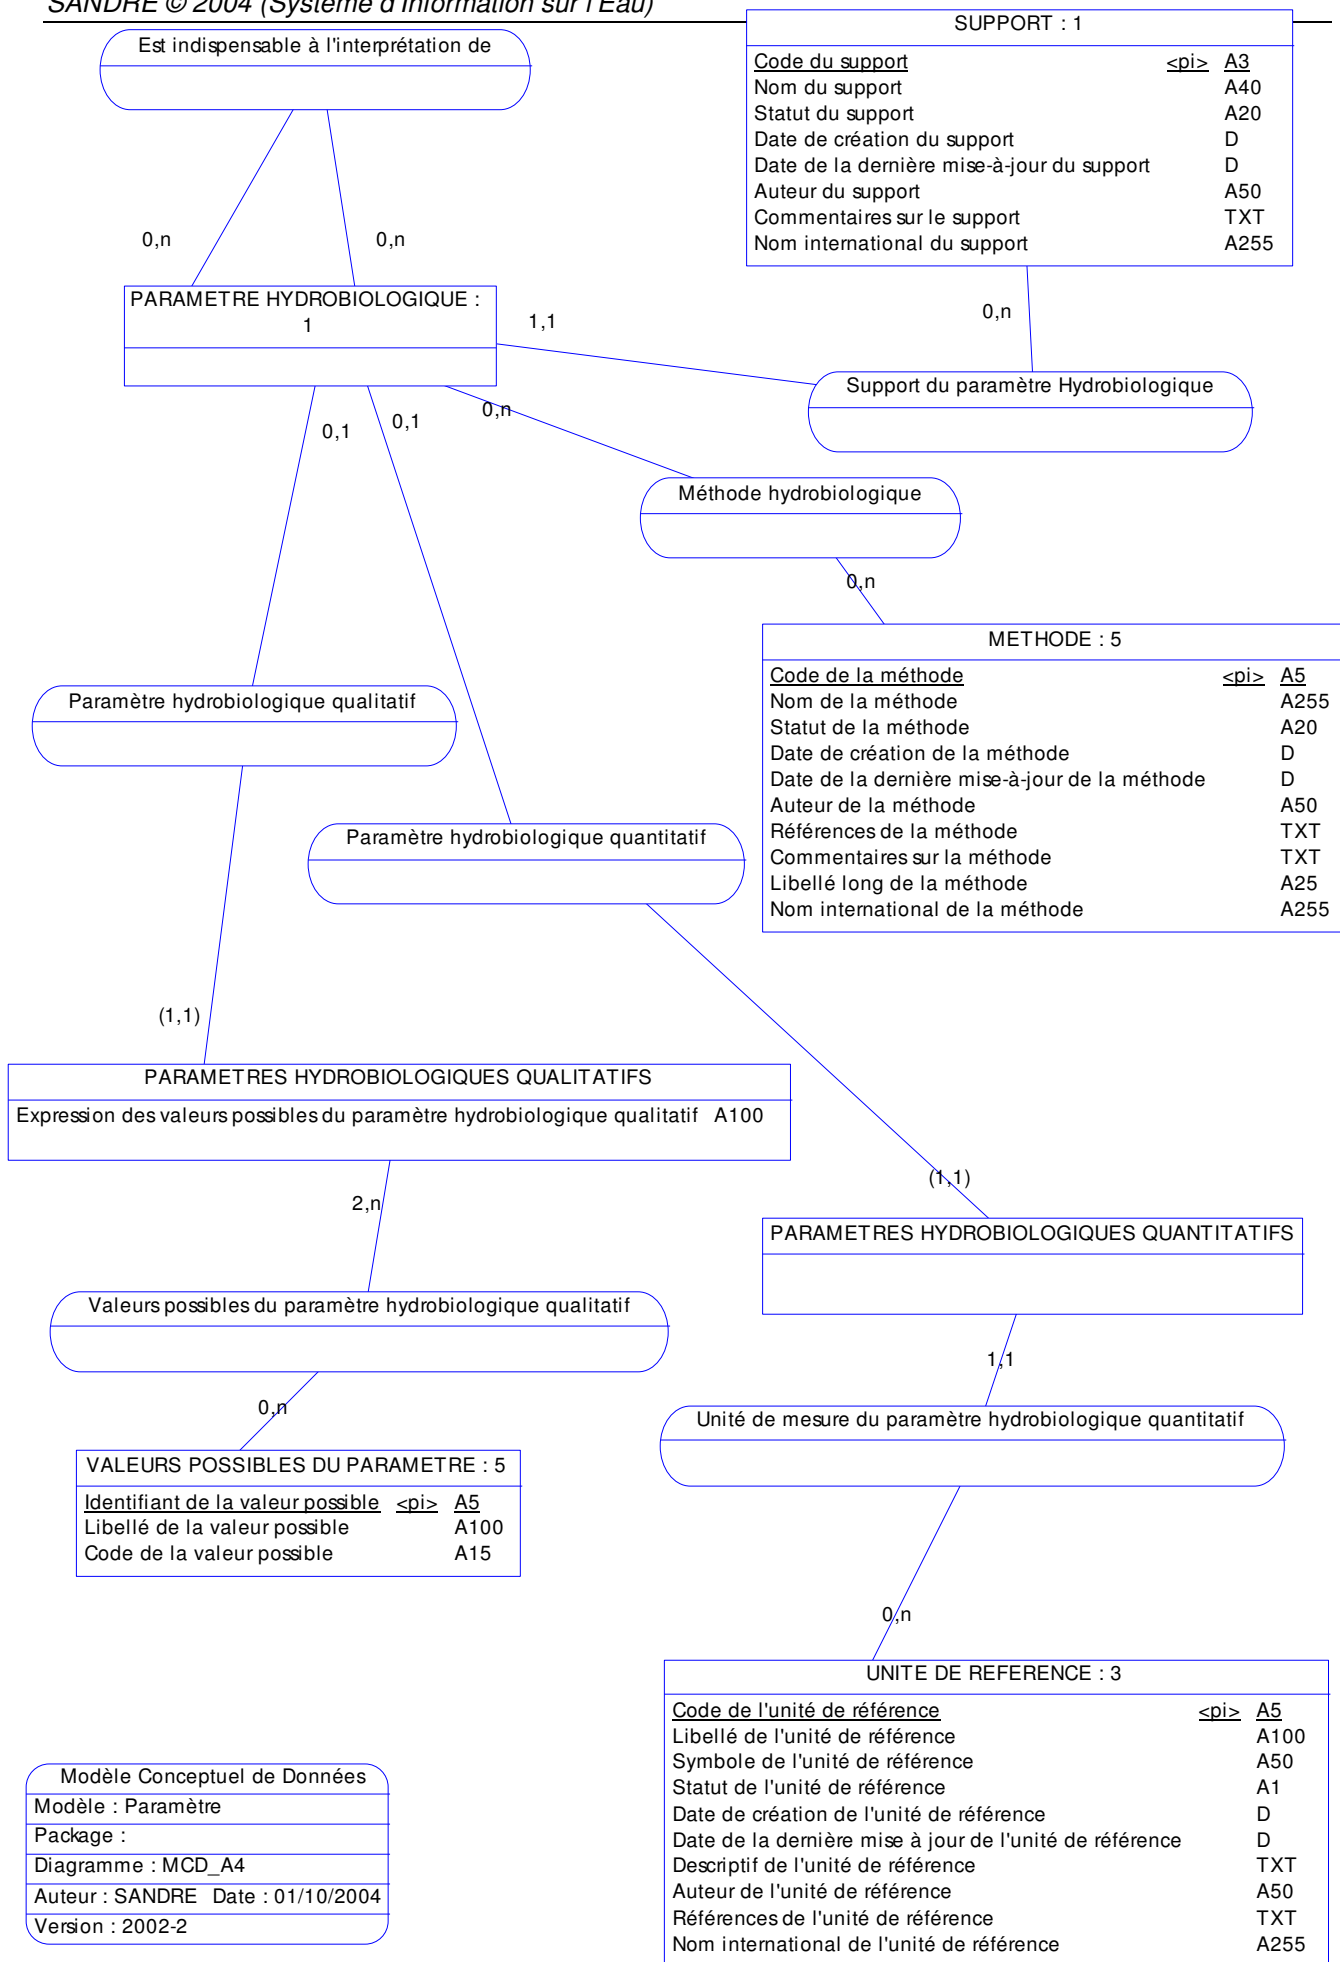 SANDRE © 2004 (Système d'Information sur l'Eau)
Est indispensable à l'interprétation de
SUPPORT : 1
Code du support <pi> A3
Nom du support A40
Statut du support A20
Date de création du support D
Date de la dernière mise-à-jour du support D
Auteur du support A50
Commentaires sur le support TXT
Nom international du support A255
0,n
0,n
PARAMETRE HYDROBIOLOGIQUE :
1
1,1
0,n
Support du paramètre Hydrobiologique
0,1
0,1
0,n
Méthode hydrobiologique
0,n
METHODE : 5
Code de la méthode <pi> A5
Nom de la méthode A255
Statut de la méthode A20
Date de création de la méthode D
Date de la dernière mise-à-jour de la méthode D
Auteur de la méthode A50
Références de la méthode TXT
Commentaires sur la méthode TXT
Libellé long de la méthode A25
Nom international de la méthode A255
Paramètre hydrobiologique qualitatif
Paramètre hydrobiologique quantitatif
(1,1)
PARAMETRES HYDROBIOLOGIQUES QUALITATIFS
Expression des valeurs possibles du paramètre hydrobiologique qualitatif A100
(1,1)
2,n
PARAMETRES HYDROBIOLOGIQUES QUANTITATIFS
Valeurs possibles du paramètre hydrobiologique qualitatif
1,1
0,n
Unité de mesure du paramètre hydrobiologique quantitatif
VALEURS POSSIBLES DU PARAMETRE : 5
Identifiant de la valeur possible <pi> A5
Libellé de la valeur possible A100
Code de la valeur possible A15
0,n
UNITE DE REFERENCE : 3
Code de l'unité de référence <pi> A5
Libellé de l'unité de référence A100
Symbole de l'unité de référence A50
Statut de l'unité de référence A1
Date de création de l'unité de référence D
Date de la dernière mise à jour de l'unité de référence D
Descriptif de l'unité de référence TXT
Auteur de l'unité de référence A50
Références de l'unité de référence TXT
Nom international de l'unité de référence A255
Modèle Conceptuel de Données
Modèle : Paramètre
Package :
Diagramme : MCD_A4
Auteur : SANDRE Date : 01/10/2004
Version : 2002-2